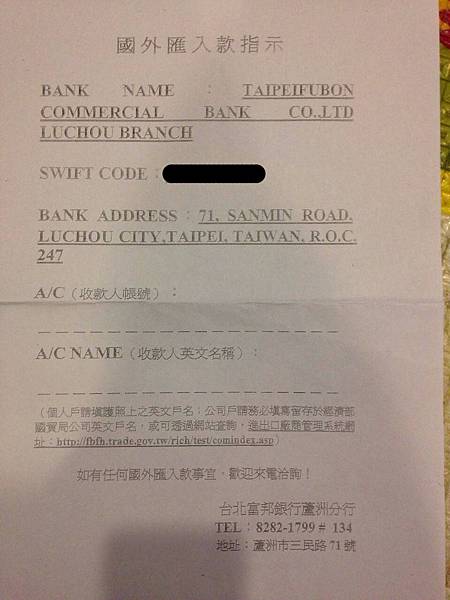 國外匯入款指示
BANK NAME : TAIPEIFUBON
COMMERCIAL BANK CO.,LTD
LUCHOU BRANCH
SWIFT CODE:
BANK ADDRESS:71, SANMIN ROAD,
LUCHOU CITY,TAIPEI, TAIWAN, R.O.C.
247
A/C(收款人帳號):
A/C NAME(收款人英文名稱):
(個人戶請填護照上之英文戶名;公司戶請務必填寫留存於經濟部
國貿局公司英文戶名,或可透過網站查詢,進出口廠商管理系統網
址:http://fbfh.trade.gov.tw/rich/test/comindex.asp)
如有任何國外匯入款事宜,歡迎來電洽詢!
台北富邦銀行蘆洲分行
TEL:8282-1799 # 134
地址:蘆洲市三民路 71 號